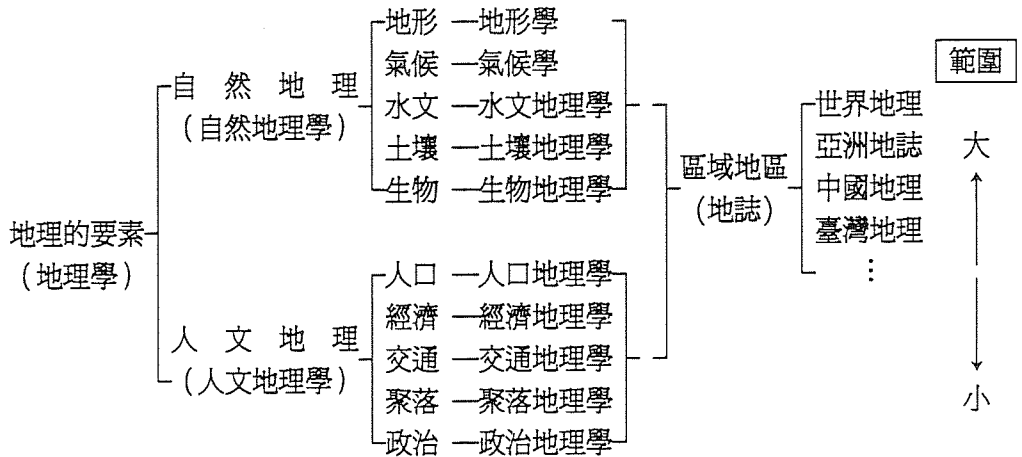 地理的要素
（地理學）
自然地理
（自然地理學）
地形 — 地形學
氣候 — 氣候學
水文 — 水文地理學
土壤 — 土壤地理學
生物 — 生物地理學
人文地理
（人文地理學）
人口 — 人口地理學
經濟 — 經濟地理學
交通 — 交通地理學
聚落 — 聚落地理學
政治 — 政治地理學
區域地區
（地誌）
世界地理
亞洲地誌
中國地理
臺灣地理
⋮
範圍
大
小